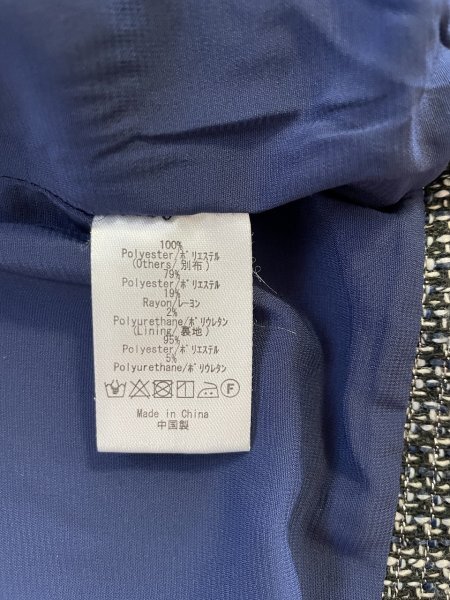 100%
Polyester/ﾎﾟﾘｴｽﾃﾙ
(Others/別布)
79%
Polyester/ﾎﾟﾘｴｽﾃﾙ
19%
Rayon/ﾚｰﾖﾝ
2%
Polyurethane/ﾎﾟﾘｳﾚﾀﾝ
(Lining/裏地)
95%
Polyester/ﾎﾟﾘｴｽﾃﾙ
5%
Polyurethane/ﾎﾟﾘｳﾚﾀﾝ
F
Made in China
中国製